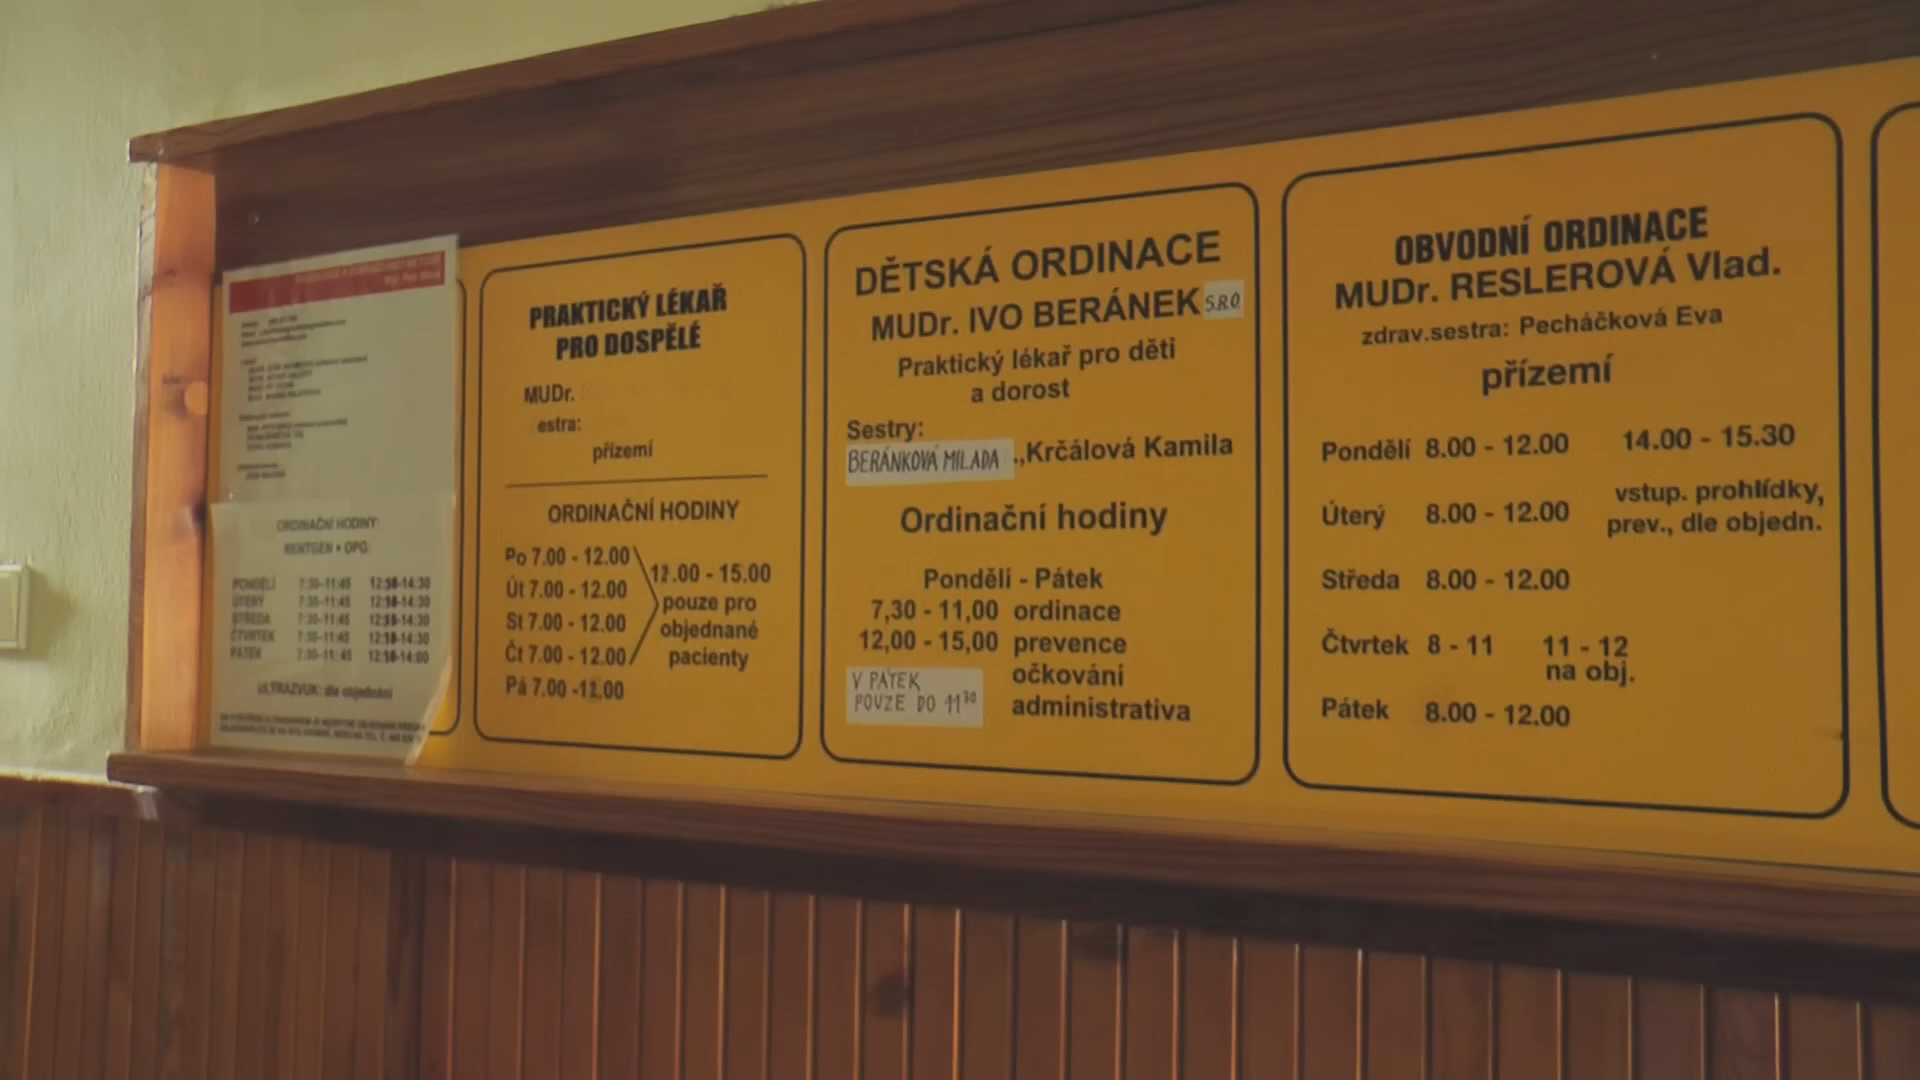 ORDINAČNÍ HODINY:
RENTGEN • OPG:
PONDĚLÍ 7:30-11:45 12:30-14:30
ÚTERÝ 7:30-11:45 12:30-14:30
STŘEDA 7:30-11:45 12:30-14:30
ČTVRTEK 7:30-11:45 12:30-14:30
PÁTEK 7:30-11:45 12:30-14:00
ULTRAZVUK: dle objednání
PRAKTICKÝ LÉKAŘ
PRO DOSPĚLÉ
MUDr.
estra:
přízemí
ORDINAČNÍ HODINY
Po 7.00 - 12.00
Út 7.00 - 12.00
St 7.00 - 12.00
Čt 7.00 - 12.00
Pá 7.00 -
.00 - 15.00
pouze pro
objednané
pacienty
DĚTSKÁ ORDINACE
MUDr. IVO BERÁNEK S.R.O
Praktický lékař pro děti
a dorost
Sestry:
BERÁNKOVÁ MILADA .,Krčálová Kamila
Ordinační hodiny
Pondělí - Pátek
7,30 - 11,00 ordinace
12,00 - 15,00 prevence
očkování
administrativa
V PÁTEK
POUZE DO 11³⁰
OBVODNÍ ORDINACE
MUDr. RESLEROVÁ Vlad.
zdrav.sestra: Pecháčková Eva
přízemí
Pondělí 8.00 - 12.00 14.00 - 15.30
Úterý 8.00 - 12.00 vstup. prohlídky,
prev., dle objedn.
Středa 8.00 - 12.00
Čtvrtek 8 - 11 11 - 12
na obj.
Pátek 8.00 - 12.00